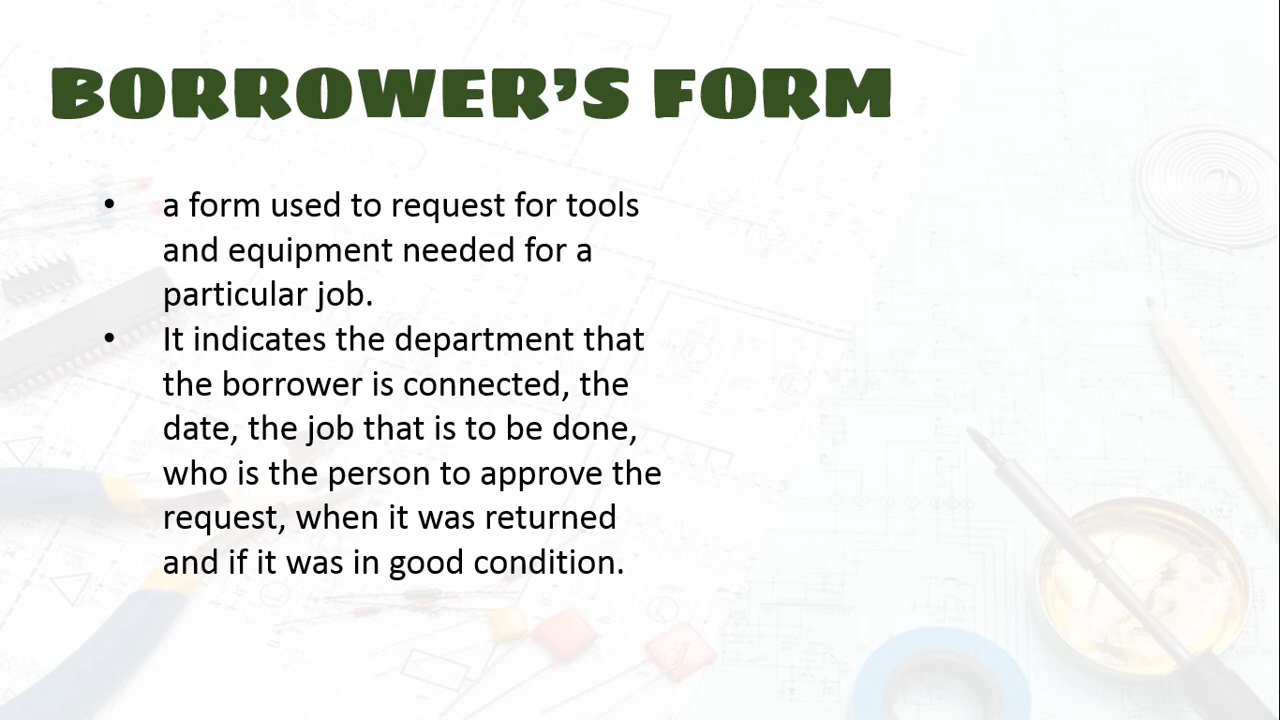 BORROWER’S FORM
• a form used to request for tools
and equipment needed for a
particular job.
• It indicates the department that
the borrower is connected, the
date, the job that is to be done,
who is the person to approve the
request, when it was returned
and if it was in good condition.